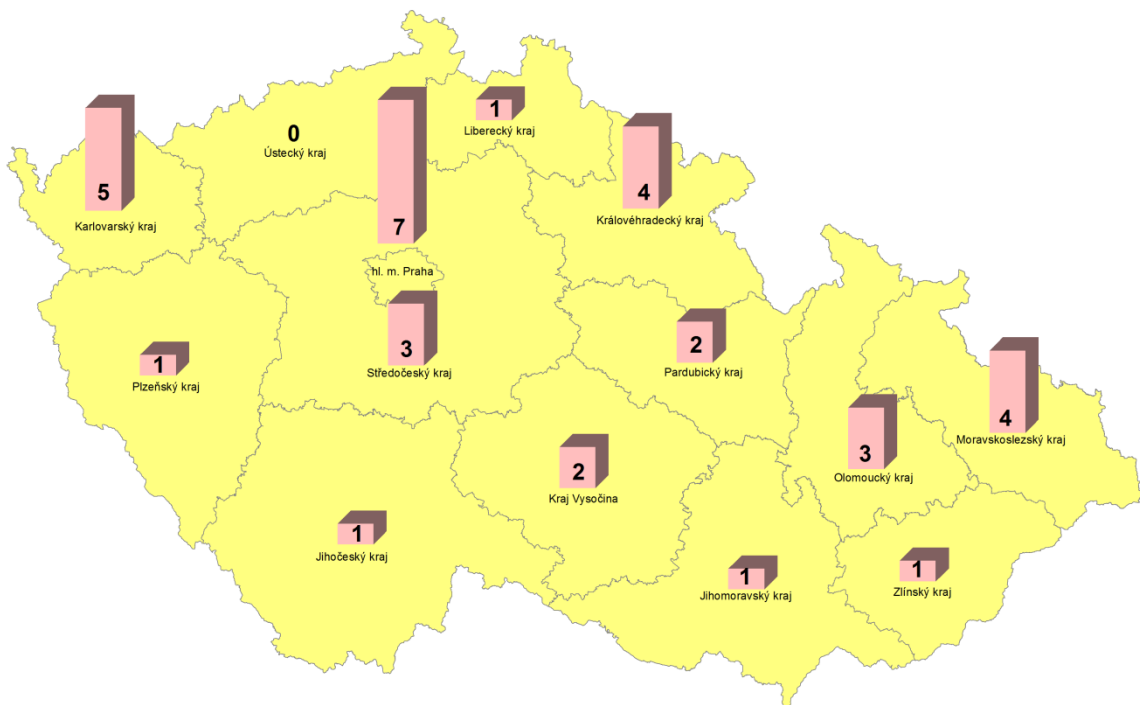 1
Liberecký kraj
0
Ústecký kraj
5
Karlovarský kraj
4
Královéhradecký kraj
7
hl. m. Praha
3
Středočeský kraj
2
Pardubický kraj
1
Plzeňský kraj
4
Moravskoslezský kraj
3
Olomoucký kraj
2
Kraj Vysočina
1
Jihočeský kraj
1
Jihomoravský kraj
1
Zlínský kraj